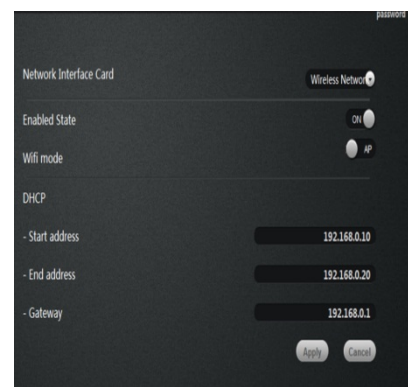 password
Network Interface Card Wireless Networ
Enabled State ON
Wifi mode AP
DHCP
- Start address 192.168.0.10
- End address 192.168.0.20
- Gateway 192.168.0.1
Apply Cancel